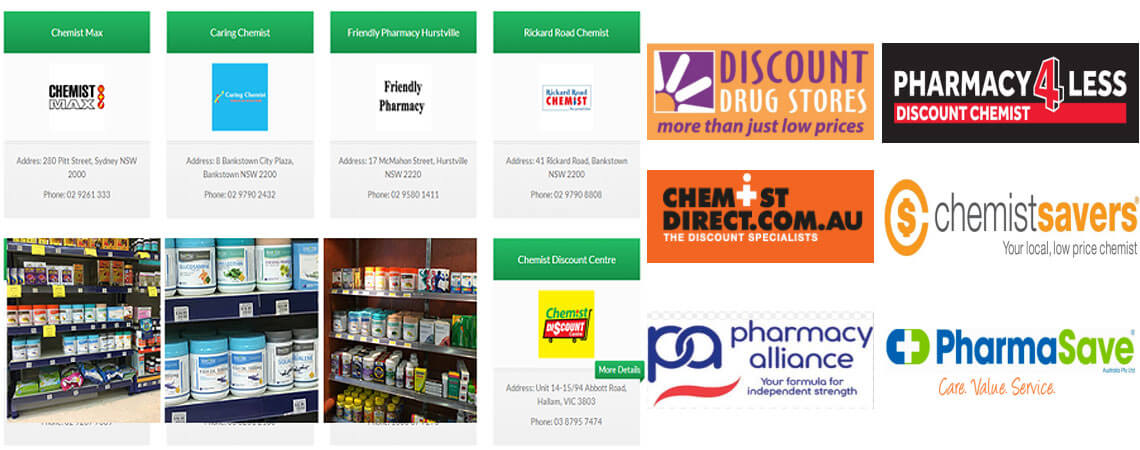 Chemist Max
CHEMIST
MAX
Addres: 280 Pitt Street, Sydney NSW
2000
Phone: 02 9261 333
Caring Chemist
Caring Chemist
Address: 8 Bankstown City Plaza,
Bankstown NSW 2200
Phone: 02 9790 2432
Friendly Pharmacy Hurstville
Friendly
Pharmacy
Address: 17 McMahon Street, Hurstville
NSW 2220
Phone: 02 9580 1411
Rickard Road Chemist
Rickard Road
CHEMIST
Address: 41 Rickard Road, Bankstown
NSW 2200
Phone: 02 9790 8808
GLUCOSAMINE
SQUALENE
Chemist Discount Centre
Chemist
DISCOUNT
Centre
More Details
Address: Unit 14-15/94 Abbott Road,
Hallam, VIC 3803
Phone: 03 8795 7474
DISCOUNT
DRUG STORES
more than just low prices
PHARMACY 4 LESS
DISCOUNT CHEMIST
CHEMIST
DIRECT.COM.AU
THE DISCOUNT SPECIALISTS
chemistsavers®
Your local, low price chemist
pa pharmacy
alliance
Your formula for
independent strength
PharmaSave®
Australia Pty Ltd
Care. Value. Service.